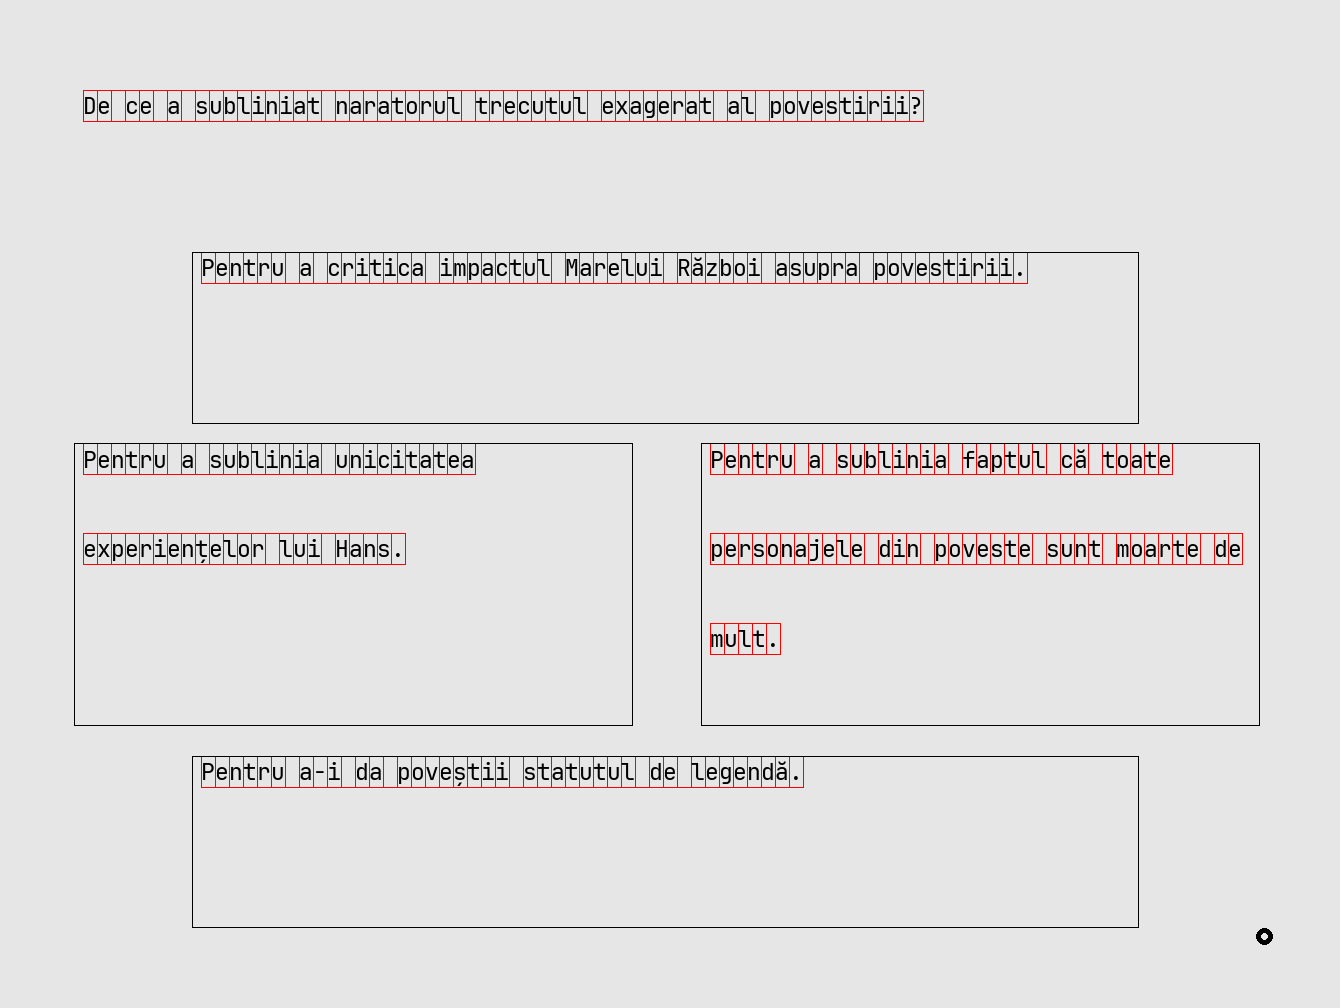 De ce a subliniat naratorul trecutul exagerat al povestirii?
Pentru a critica impactul Marelui Război asupra povestirii.
Pentru a sublinia unicitatea
experiențelor lui Hans.
Pentru a sublinia faptul că toate
personajele din poveste sunt moarte de
mult.
Pentru a-i da poveștii statutul de legendă.